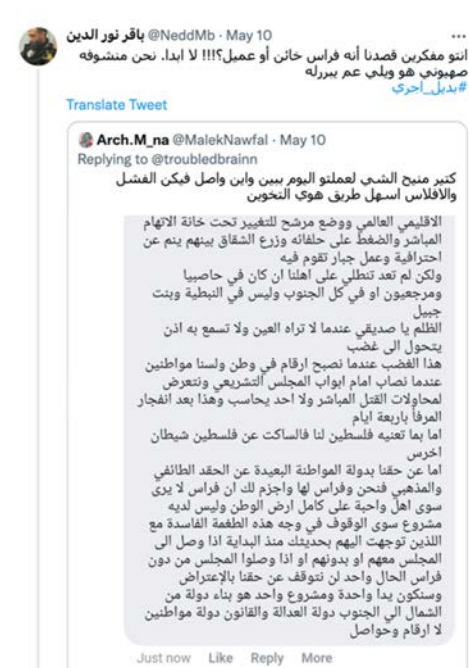 باقر نور الدين @NeddMb · May 10
انتو مفكرين قصدنا أنه فراس خائن أو عميل؟!!! لا ابدا. نحن منشوفه
صهيوني هو ويلي عم يبررله
#بديل_اجري
Translate Tweet
Arch.M_na @MalekNawfal · May 10
Replying to @troubledbrainn
كتير منيح الشي لعملتو اليوم بيبن واين واصل فيكن الفشل
والافلاس اسهل طريق هوي التخوين
الاقليمي العالمي ووضع مرشح للتغيير تحت خانة الاتهام
المباشر والضغط على حلفائه وزرع الشقاق بينهم ينم عن
احترافية وعمل جبار تقوم فيه
ولكن لم تعد تنطلي على اهلنا ان كان في حاصبيا
ومرجعيون او في كل الجنوب وليس في النبطية وبنت
جبيل
الظلم يا صديقي عندما لا تراه العين ولا تسمع به اذن
يتحول الى غضب
هذا الغضب عندما نصبح ارقام في وطن ولسنا مواطنين
عندما نصاب امام ابواب المجلس التشريعي ونتعرض
لمحاولات القتل المباشر ولا احد يحاسب وهذا بعد انفجار
المرفأ باربعة ايام
اما بما تعنيه فلسطين لنا فالساكت عن فلسطين شيطان
اخرس
اما عن حقنا بدولة المواطنة البعيدة عن الحقد الطائفي
والمذهبي فنحن وفراس لها واجزم لك ان فراس لا يرى
سوى اهل واحبة على كامل ارض الوطن وليس لديه
مشروع سوى الوقوف في وجه هذه الطغمة الفاسدة مع
اللذين توجهت اليهم بحديثك منذ البداية اذا وصل الى
المجلس معهم او بدونهم او اذا وصلوا المجلس من دون
فراس الحال واحد لن نتوقف عن حقنا بالإعتراض
وسنكون يدا واحدة ومشروع واحد هو بناء دولة من
الشمال الي الجنوب دولة العدالة والقانون دولة مواطنين
لا ارقام وحواصل
Just now Like Reply More